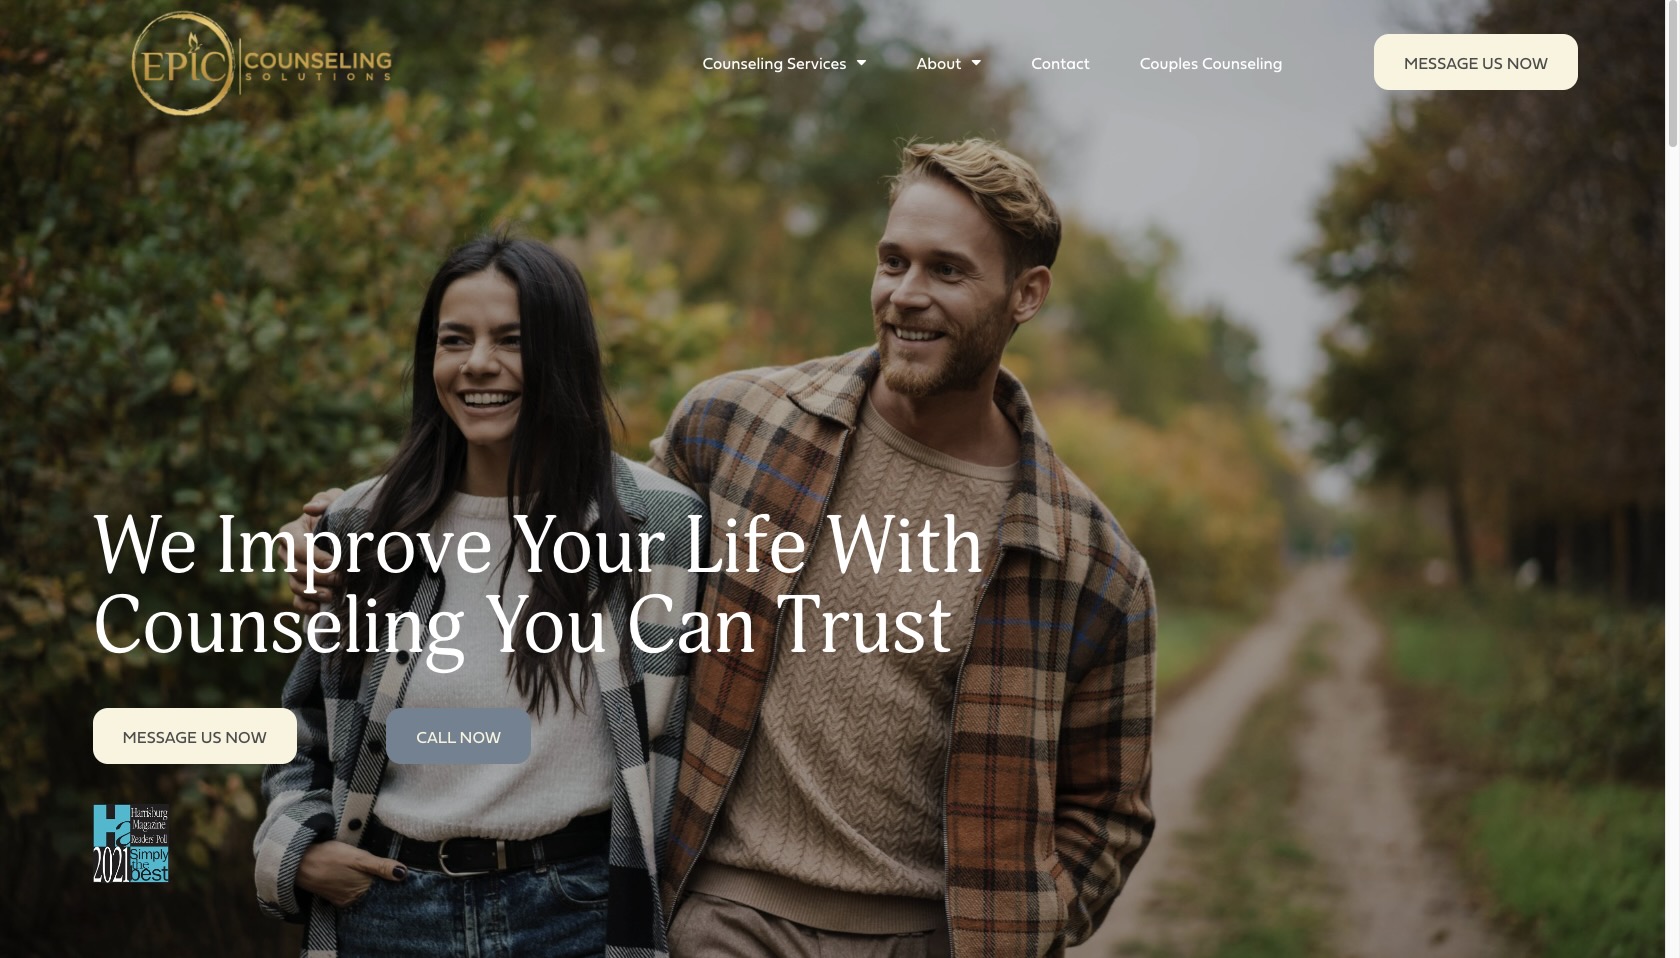 EPIC COUNSELING
SOLUTIONS
Counseling Services
About
Contact
Couples Counseling
MESSAGE US NOW
We Improve Your Life With
Counseling You Can Trust
MESSAGE US NOW
CALL NOW
Ha
Harrisburg
Magazine
Readers' Poll
2021
Simply
the
best